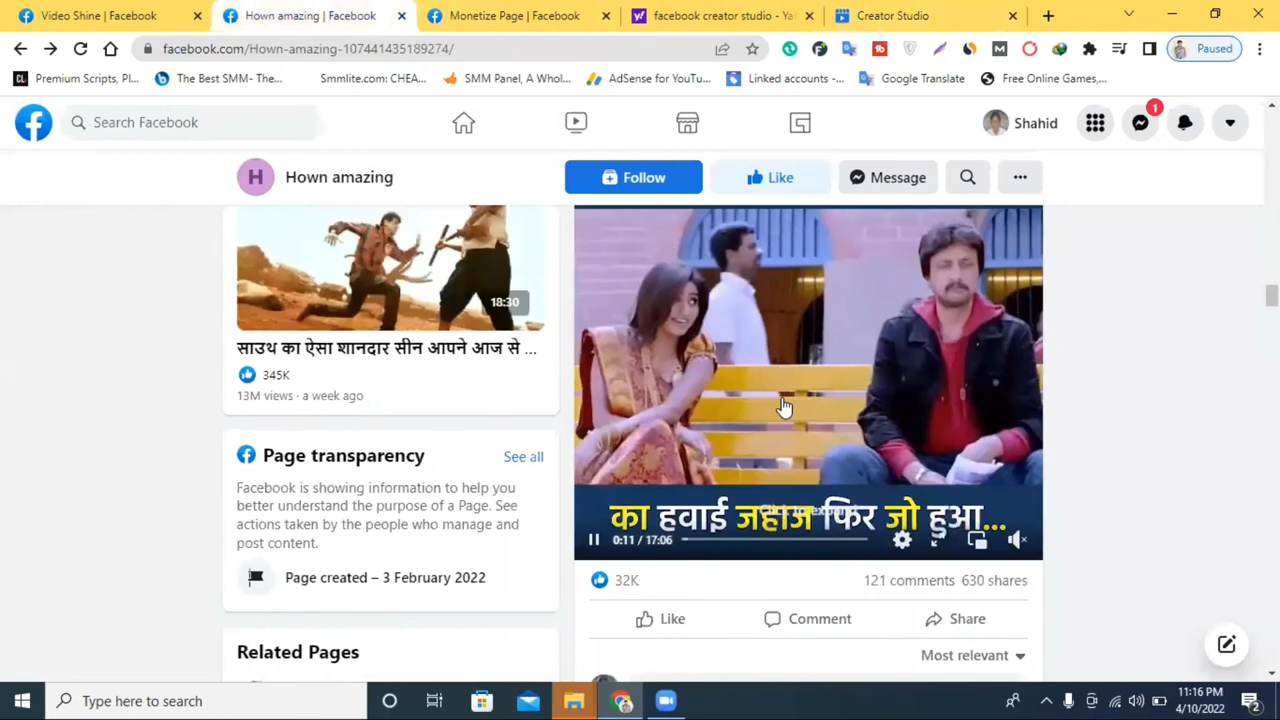 Video Shine | Facebook
Hown amazing | Facebook
Monetize Page | Facebook
facebook creator studio - Ya
Creator Studio
facebook.com/Hown-amazing-107441435189274/
Paused
Premium Scripts, Pl...
The Best SMM- The...
Smmlite.com: CHEA...
SMM Panel, A Whol...
AdSense for YouTu...
Linked accounts -...
Google Translate
Free Online Games,...
Search Facebook
Shahid
1
H
Hown amazing
Follow
Like
Message
18:30
साउथ का ऐसा शानदार सीन आपने आज से ...
345K
13M views · a week ago
Page transparency
See all
Facebook is showing information to help you
better understand the purpose of a Page. See
actions taken by the people who manage and
post content.
Page created – 3 February 2022
Related Pages
का हवाई जहाज फिर जो हुआ...
Click to expand
0:11 / 17:06
32K
121 comments 630 shares
Like
Comment
Share
Most relevant
Type here to search
11:16 PM
4/10/2022
2